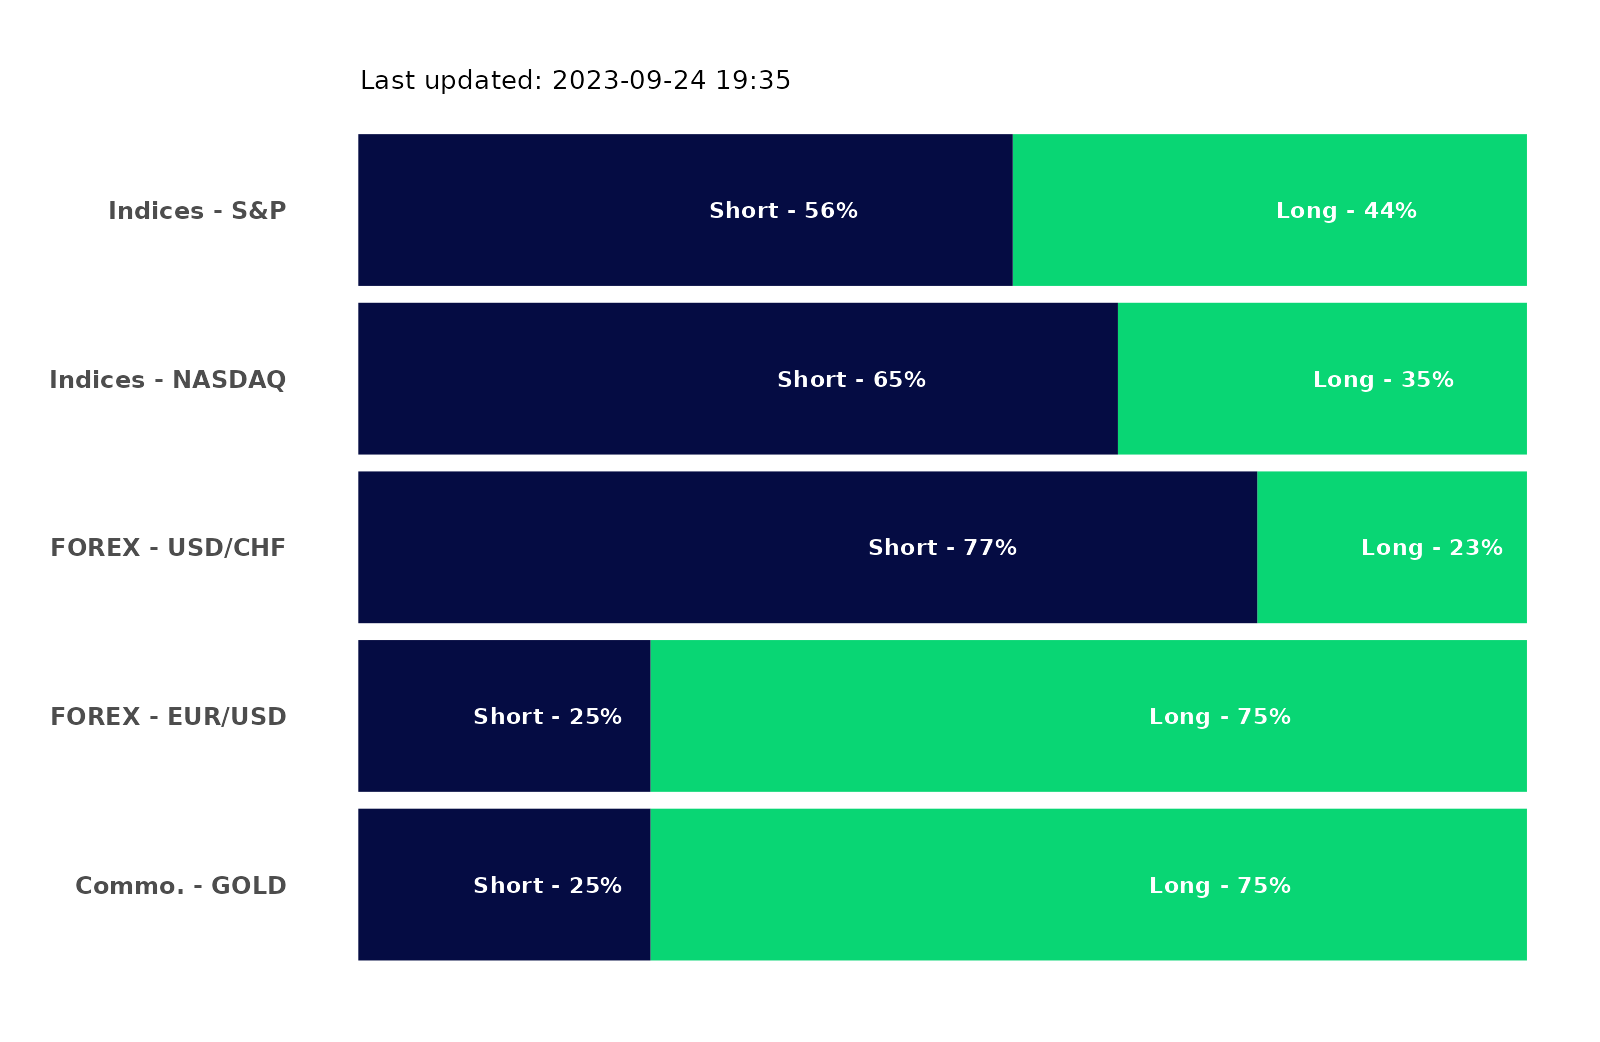 Last updated: 2023-09-24 19:35
Indices - S&P
Short - 56%
Long - 44%
Indices - NASDAQ
Short - 65%
Long - 35%
FOREX - USD/CHF
Short - 77%
Long - 23%
FOREX - EUR/USD
Short - 25%
Long - 75%
Commo. - GOLD
Short - 25%
Long - 75%